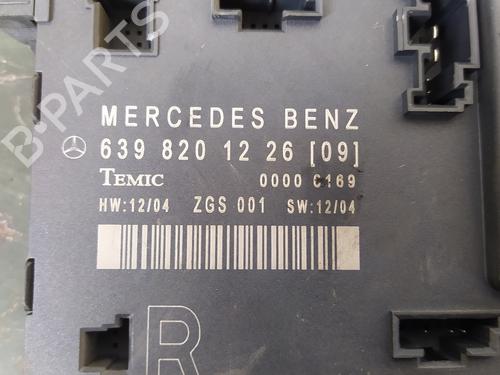 MERCEDES BENZ
639 820 12 26 [09]
TEMIC 0000 C169
HW:12/04 ZGS 001 SW:12/04
R
B-PARTS